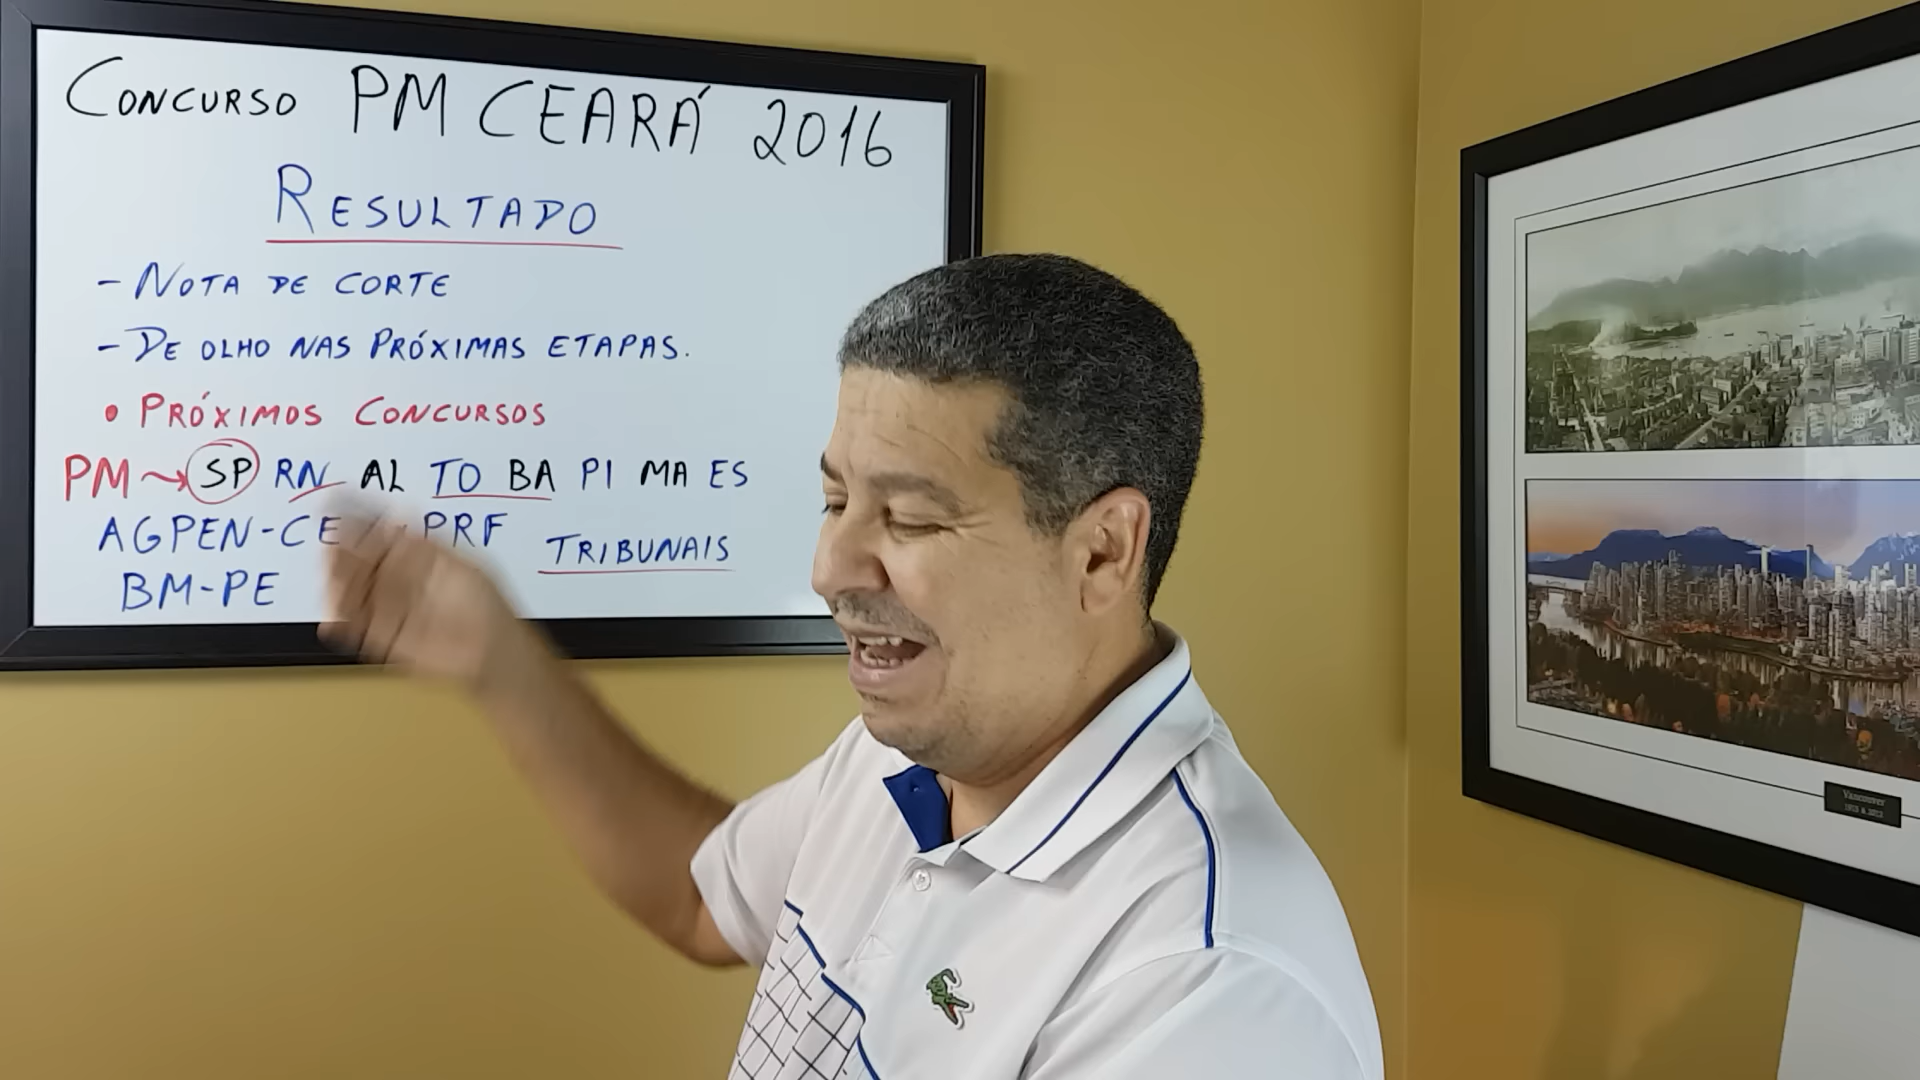 CONCURSO PM CEARÁ 2016
RESULTADO
- NOTA DE CORTE
- DE OLHO NAS PRÓXIMAS ETAPAS.
• PRÓXIMOS CONCURSOS
PM → SP RN AL TO BA PI MA ES
AGPEN-CE PRF TRIBUNAIS
BM-PE
Vancouver